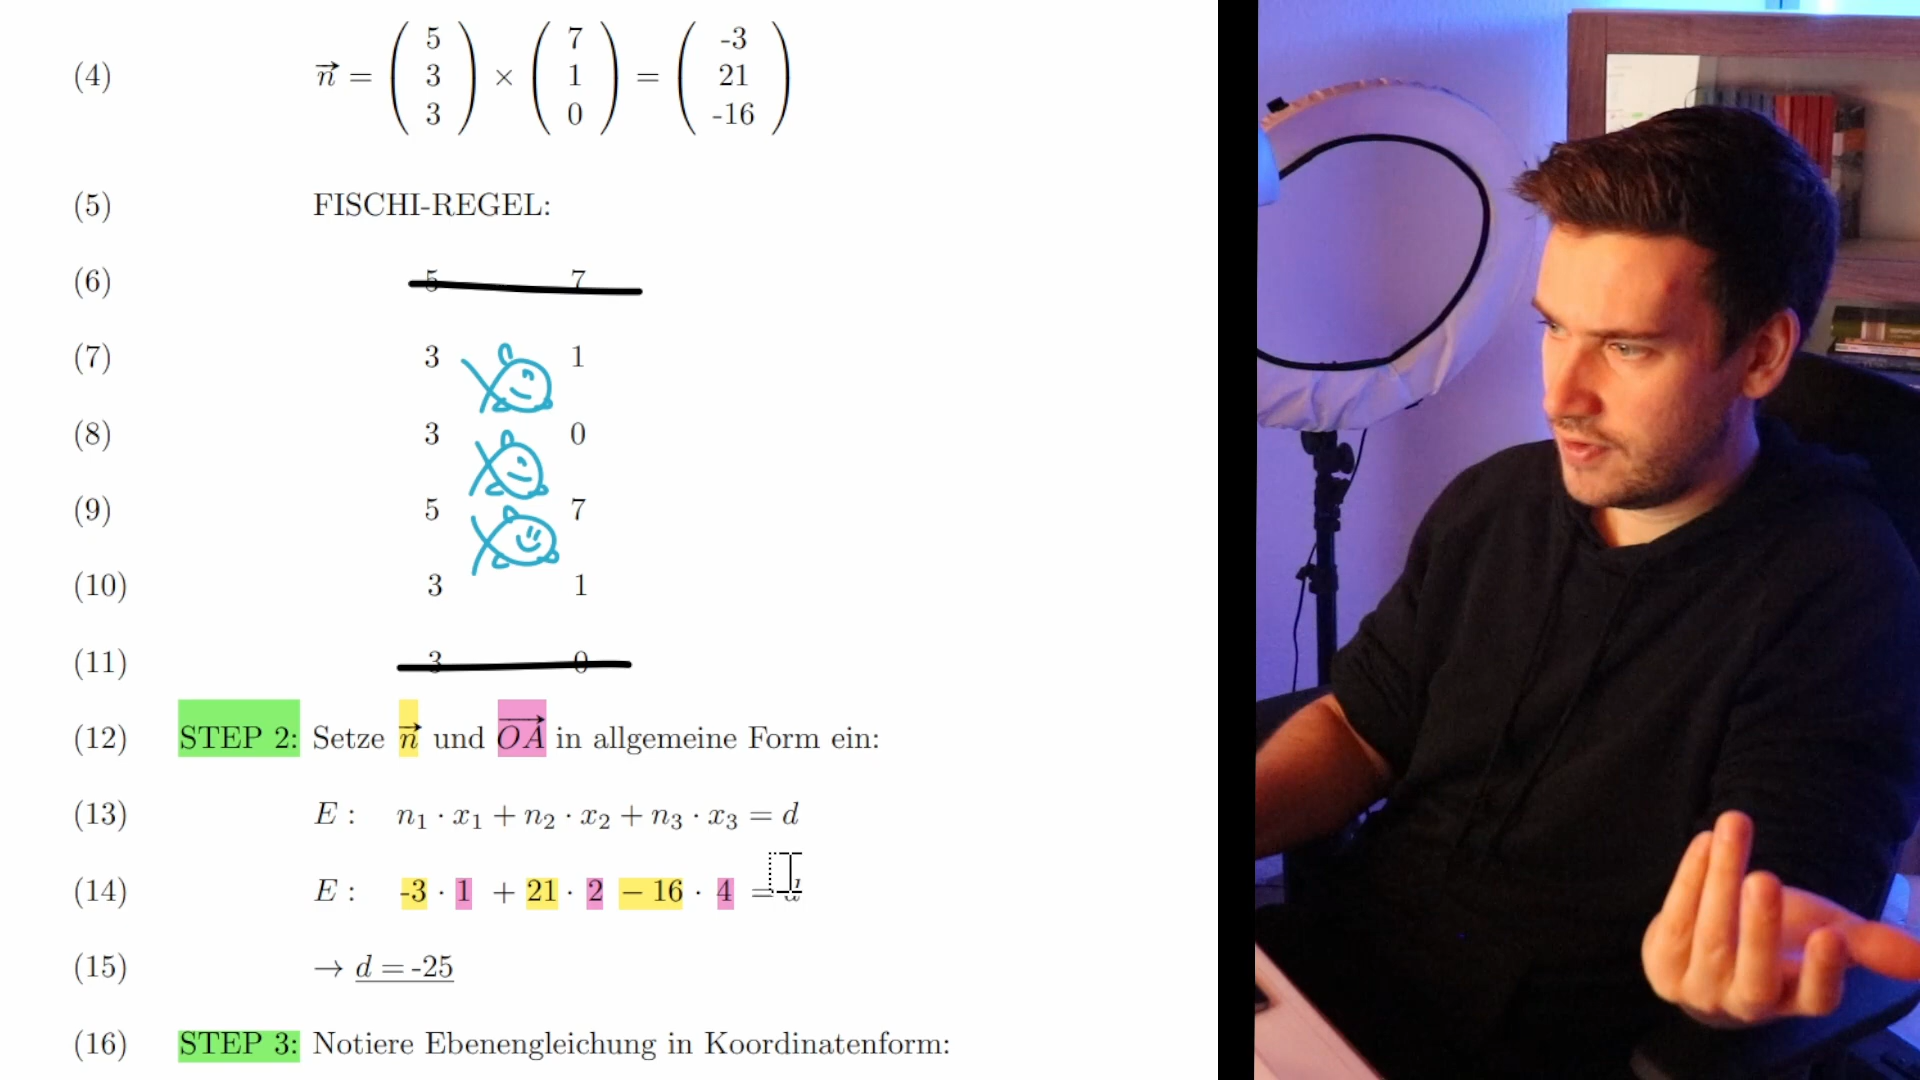 (4) n⃗ = ( 5 3 3 ) × ( 7 1 0 ) = ( -3 21 -16 )
(5) FISCHI-REGEL:
(6) 5 7
(7) 3 1
(8) 3 0
(9) 5 7
(10) 3 1
(11) 3 0
(12) STEP 2: Setze n⃗ und O⃗A⃗ in allgemeine Form ein:
(13) E : n₁ · x₁ + n₂ · x₂ + n₃ · x₃ = d
(14) E : -3 · 1 + 21 · 2 − 16 · 4 = d
(15) → d = -25
(16) STEP 3: Notiere Ebenengleichung in Koordinatenform: